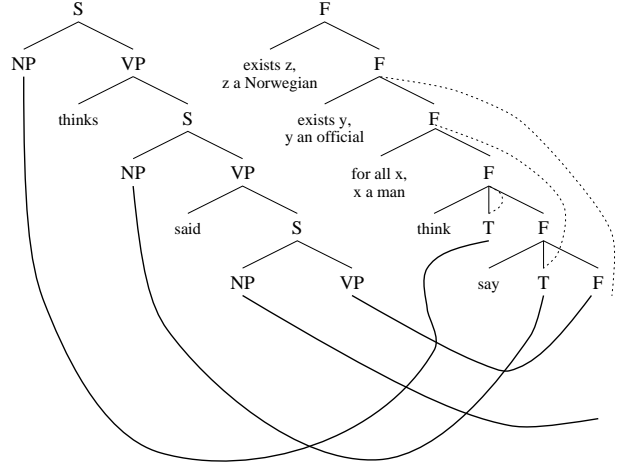 S F
NP VP exists z, F
z a Norwegian
thinks S exists y, F
y an official
NP VP for all x, F
x a man
said S think T F
NP VP say T F